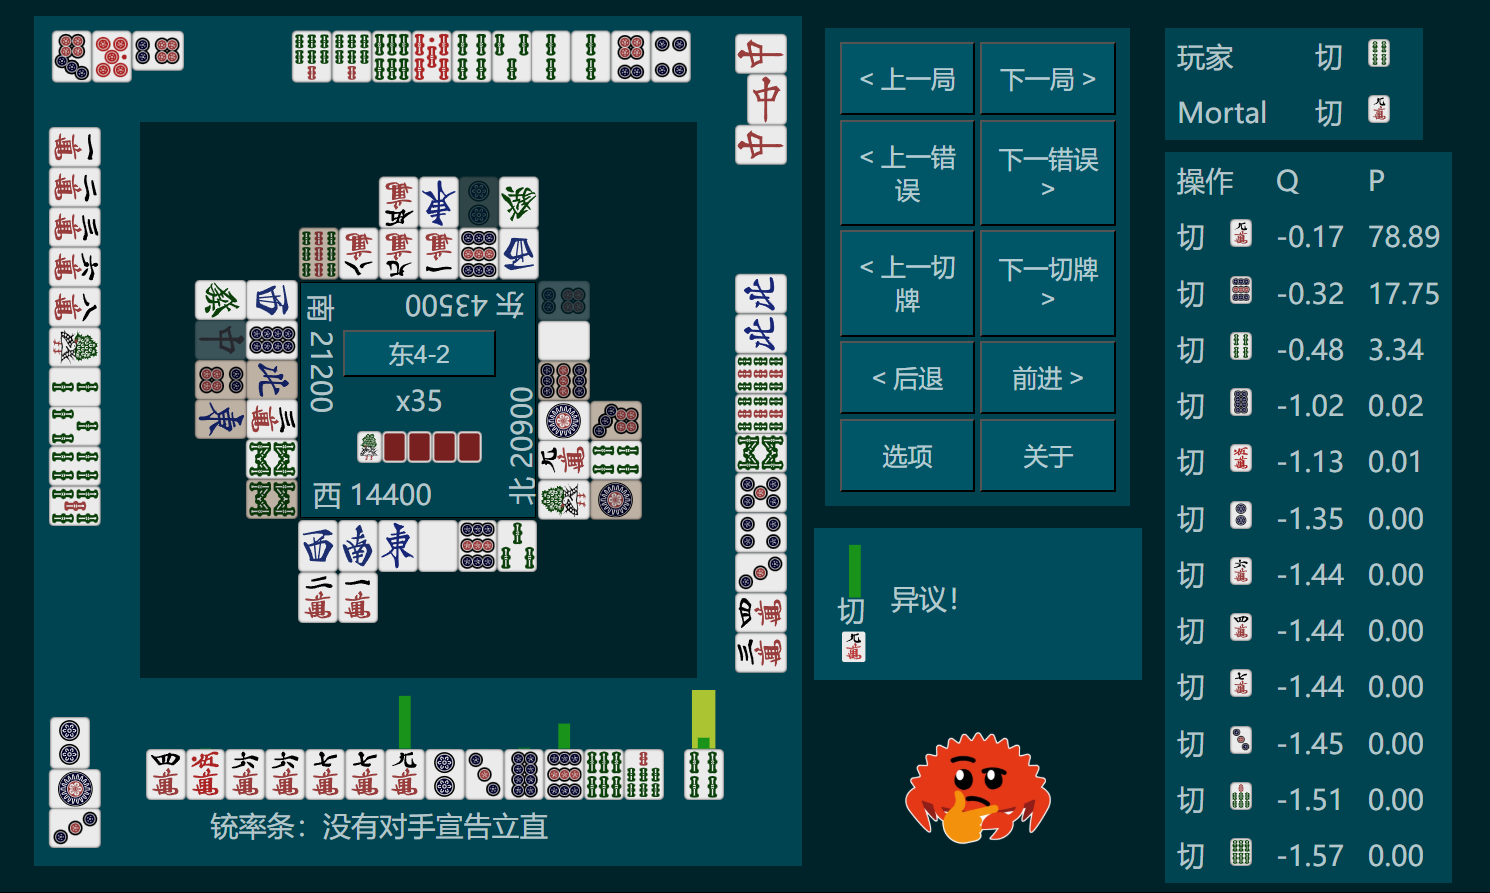 南 21200
东 43500
东4-2
x35
西 14400
北 20900
铳率条：没有对手宣告立直
< 上一局
下一局 >
< 上一错误
下一错误 >
< 上一切牌
下一切牌 >
< 后退
前进 >
选项
关于
切
异议！
玩家 切
Mortal 切
操作 Q P
切 -0.17 78.89
切 -0.32 17.75
切 -0.48 3.34
切 -1.02 0.02
切 -1.13 0.01
切 -1.35 0.00
切 -1.44 0.00
切 -1.44 0.00
切 -1.44 0.00
切 -1.45 0.00
切 -1.51 0.00
切 -1.57 0.00